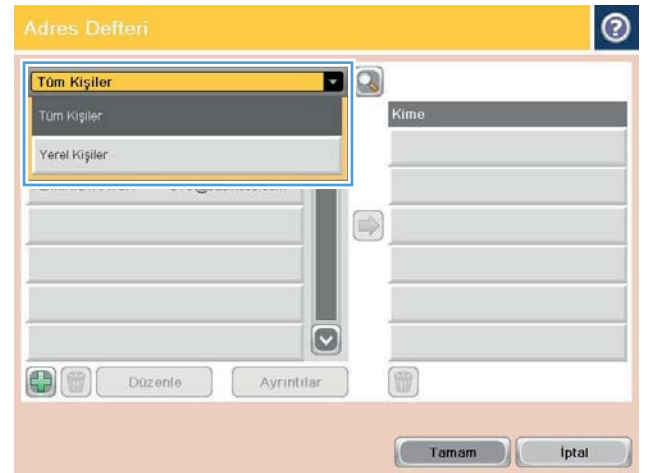 Adres Defteri
Tüm Kişiler
Tüm Kişiler
Kime
Yerel Kişiler
Düzenle
Ayrıntılar
Tamam
İptal